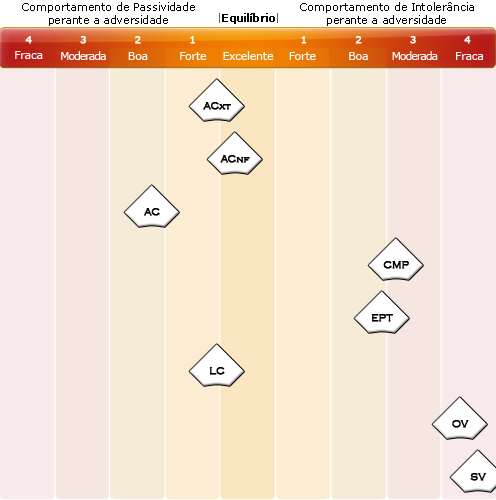 Comportamento de Passividade
perante a adversidade
|Equilíbrio|
Comportamento de Intolerância
perante a adversidade
4 3 2 1 1 2 3 4
Fraca Moderada Boa Forte Excelente Forte Boa Moderada Fraca
ACXT
ACNF
AC
CMP
EPT
LC
OV
SV